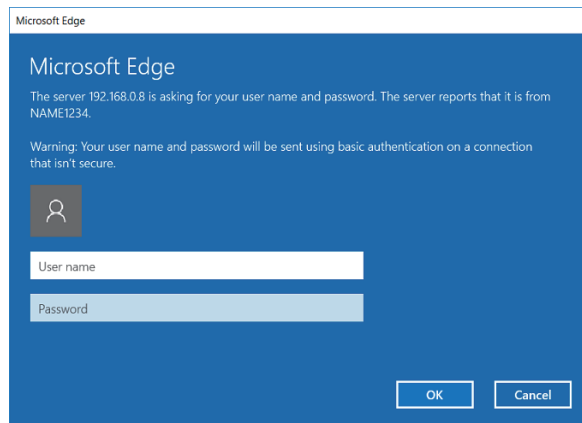 Microsoft Edge
Microsoft Edge
The server 192.168.0.8 is asking for your user name and password. The server reports that it is from
NAME1234.
Warning: Your user name and password will be sent using basic authentication on a connection
that isn't secure.
User name
Password
OK
Cancel